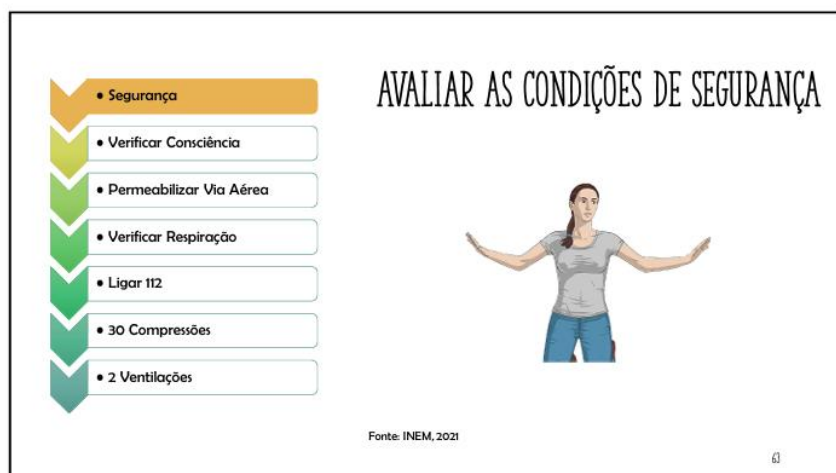 AVALIAR AS CONDIÇÕES DE SEGURANÇA
• Segurança
• Verificar Consciência
• Permeabilizar Via Aérea
• Verificar Respiração
• Ligar 112
• 30 Compressões
• 2 Ventilações
Fonte: INEM, 2021
63